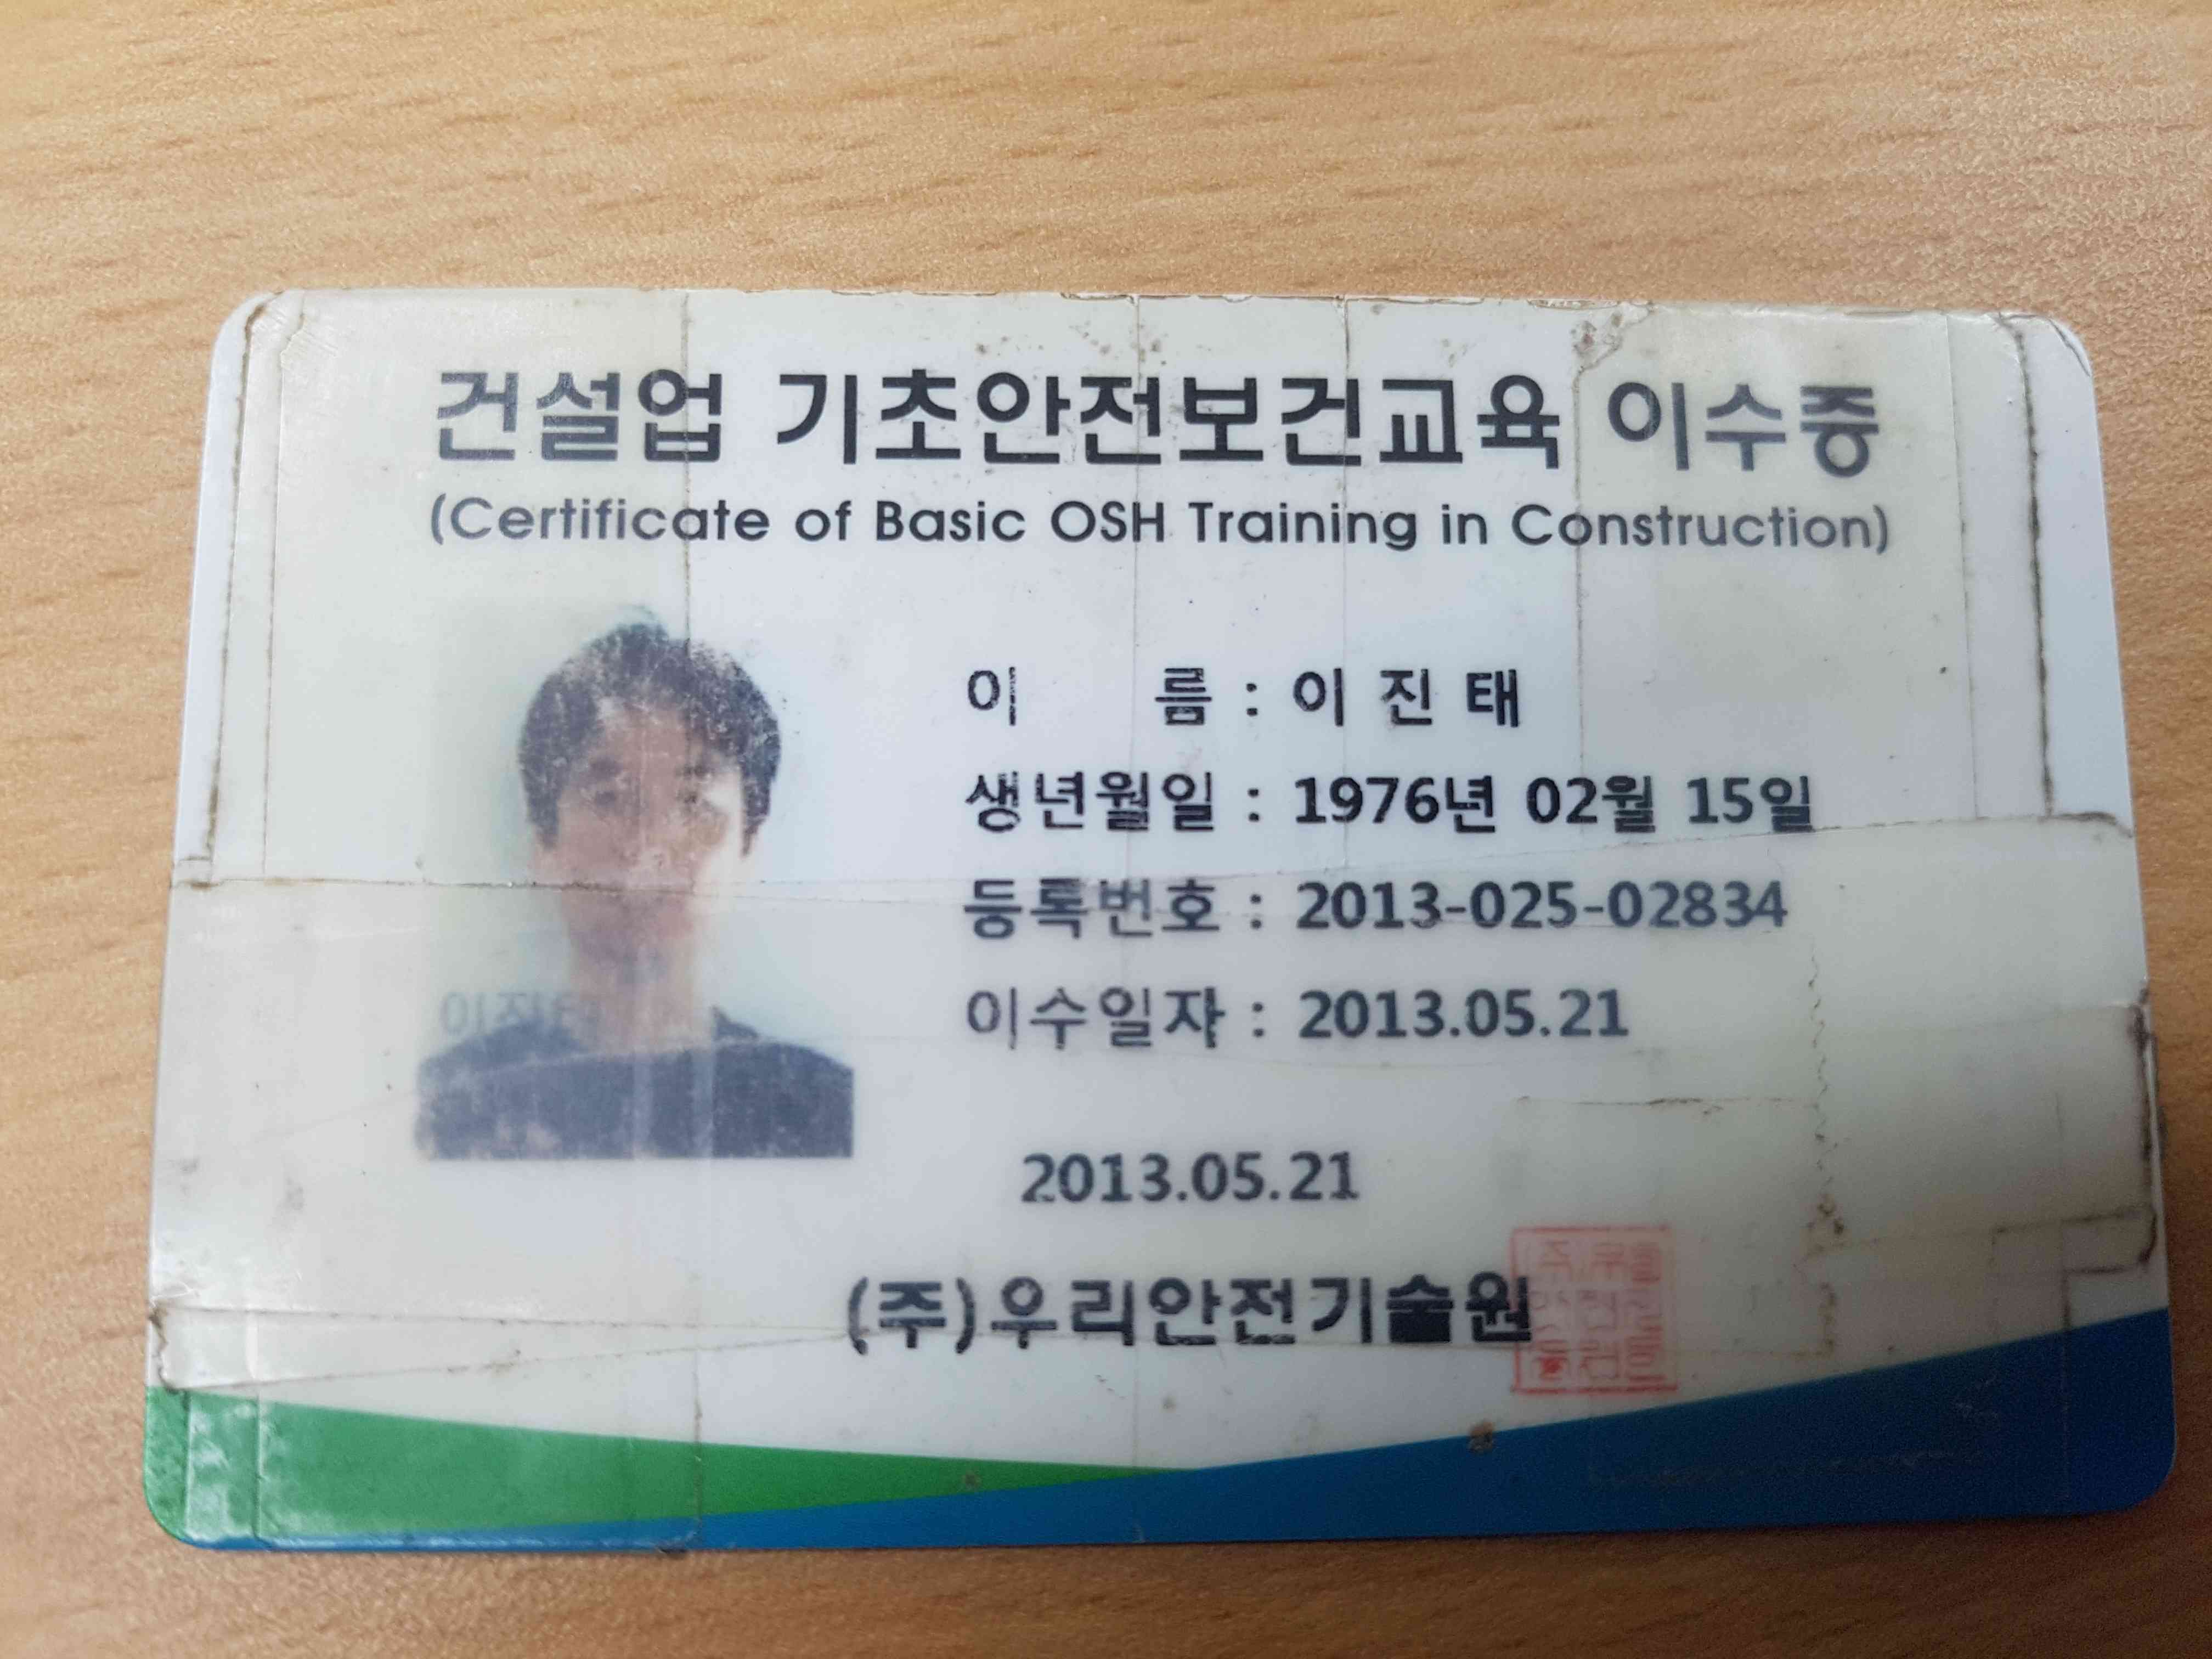 건설업 기초안전보건교육 이수증
(Certificate of Basic OSH Training in Construction)
이 름 : 이 진 태
생년월일 : 1976년 02월 15일
등록번호 : 2013-025-02834
이수일자 : 2013.05.21
이진태
2013.05.21
(주)우리안전기술원